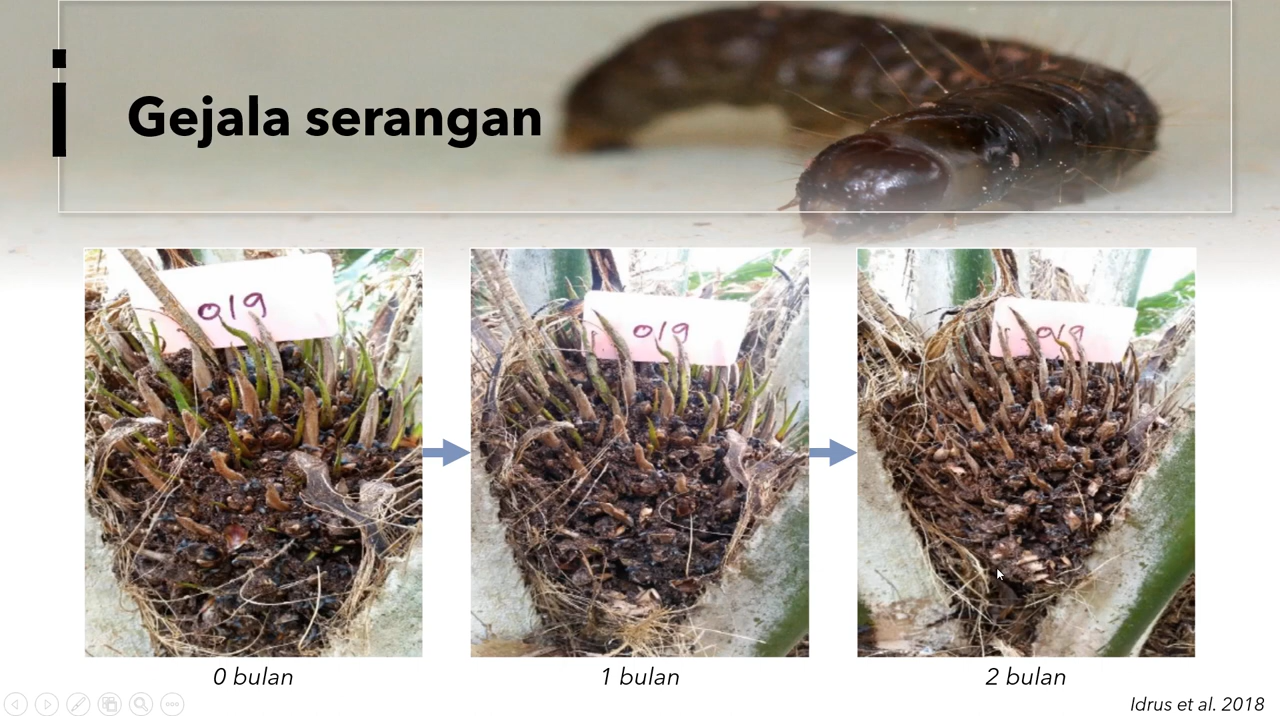 Gejala serangan
019
019
019
0 bulan
1 bulan
2 bulan
Idrus et al. 2018